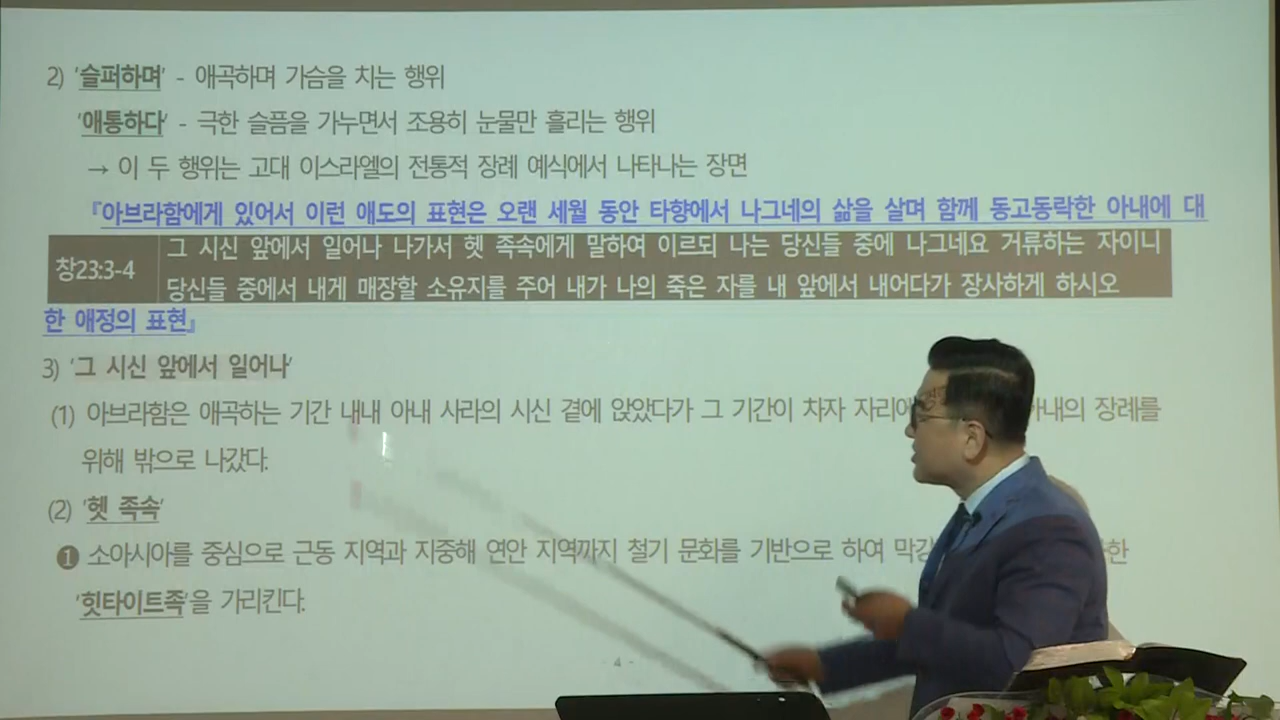 2) '슬퍼하며' - 애곡하며 가슴을 치는 행위
'애통하다' - 극한 슬픔을 가누면서 조용히 눈물만 흘리는 행위
→ 이 두 행위는 고대 이스라엘의 전통적 장례 예식에서 나타나는 장면
『아브라함에게 있어서 이런 애도의 표현은 오랜 세월 동안 타향에서 나그네의 삶을 살며 함께 동고동락한 아내에 대
창23:3-4
그 시신 앞에서 일어나 나가서 헷 족속에게 말하여 이르되 나는 당신들 중에 나그네요 거류하는 자이니
당신들 중에서 내게 매장할 소유지를 주어 내가 나의 죽은 자를 내 앞에서 내어다가 장사하게 하시오
한 애정의 표현』
3) '그 시신 앞에서 일어나'
(1) 아브라함은 애곡하는 기간 내내 아내 사라의 시신 곁에 앉았다가 그 기간이 차자 장례를
위해 밖으로 나갔다.
(2) '헷 족속'
❶ 소아시아를 중심으로 근동 지역과 지중해 연안 지역까지 철기 문화를 기반으로 하여
'힛타이트족'을 가리킨다.
- 4 -